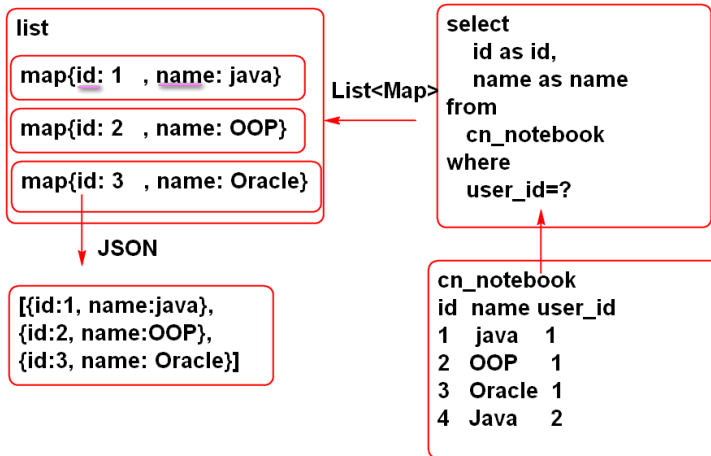 list
map{id: 1 , name: java}
map{id: 2 , name: OOP}
map{id: 3 , name: Oracle}
JSON
[{id:1, name:java},
{id:2, name:OOP},
{id:3, name: Oracle}]
List<Map>
select
id as id,
name as name
from
cn_notebook
where
user_id=?
cn_notebook
id name user_id
1 java 1
2 OOP 1
3 Oracle 1
4 Java 2